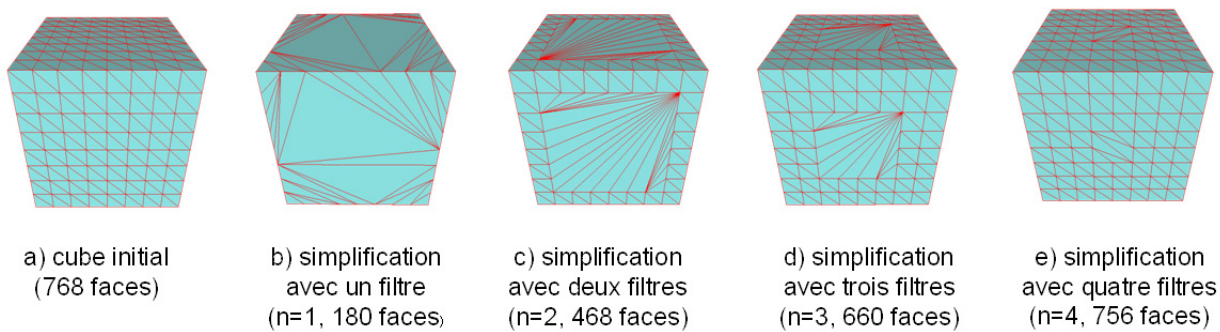 a) cube initial
(768 faces)
b) simplification
avec un filtre
(n=1, 180 faces)
c) simplification
avec deux filtres
(n=2, 468 faces)
d) simplification
avec trois filtres
(n=3, 660 faces)
e) simplification
avec quatre filtres
(n=4, 756 faces)